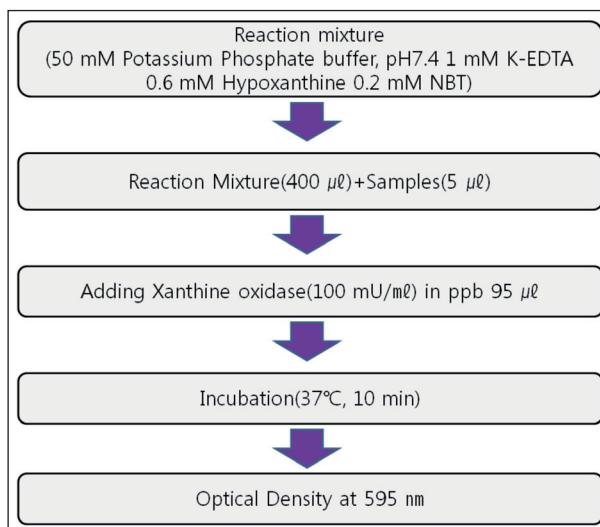 Reaction mixture
(50 mM Potassium Phosphate buffer, pH7.4 1 mM K-EDTA
0.6 mM Hypoxanthine 0.2 mM NBT)
Reaction Mixture(400 µℓ)+Samples(5 µℓ)
Adding Xanthine oxidase(100 mU/mℓ) in ppb 95 µℓ
Incubation(37℃, 10 min)
Optical Density at 595 ㎚